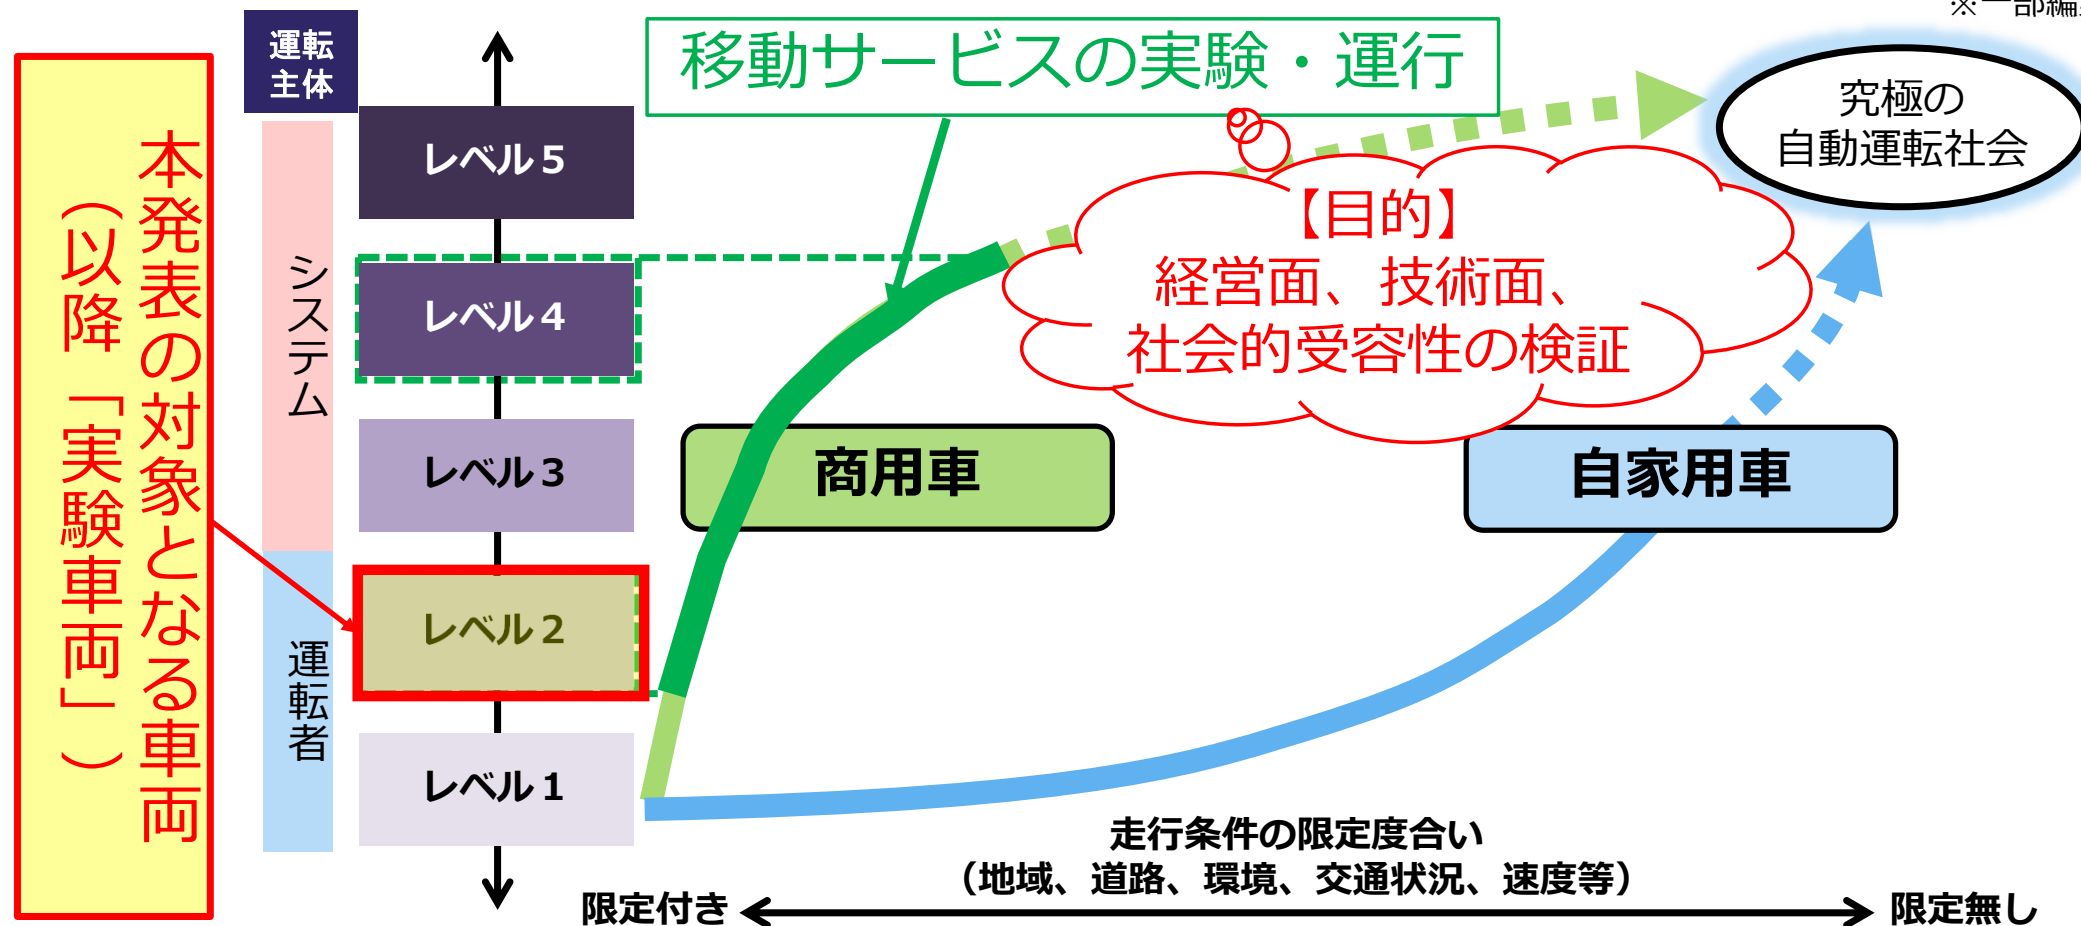 ※一部編
運転
主体
移動サービスの実験・運行
究極の
自動運転社会
本発表の対象となる車両
（以降「実験車両」）
レベル５
【目的】
経営面、技術面、
社会的受容性の検証
システム
レベル４
商用車
自家用車
レベル３
レベル２
運転者
レベル１
走行条件の限定度合い
（地域、道路、環境、交通状況、速度等）
限定付き
限定無し